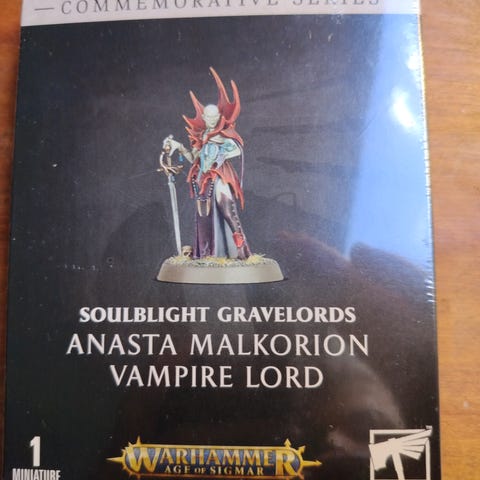 — COMMEMORATIVE SERIES
SOULBLIGHT GRAVELORDS
ANASTA MALKORION
VAMPIRE LORD
1
MINIATURE
WARHAMMER
AGE OF SIGMAR